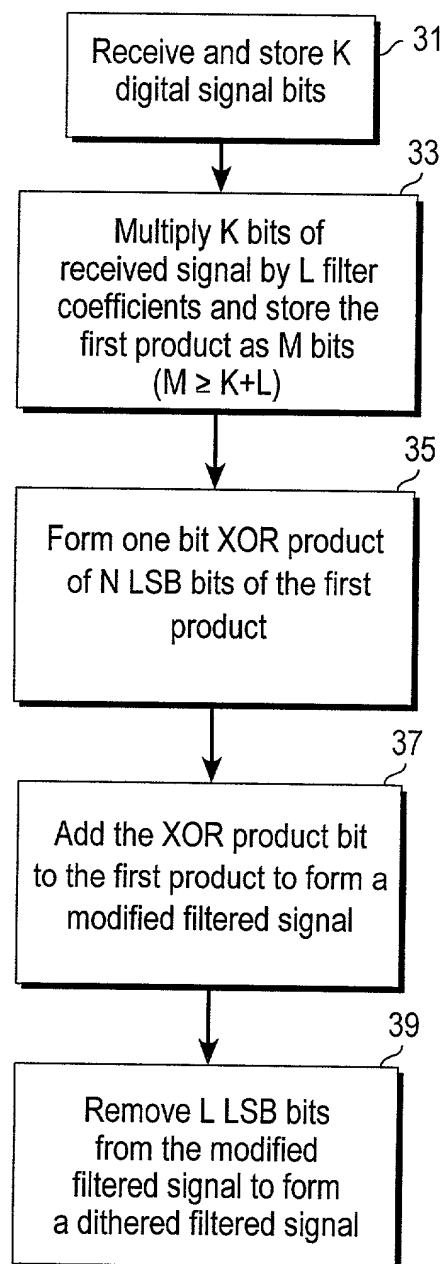 31
Receive and store K
digital signal bits
33
Multiply K bits of
received signal by L filter
coefficients and store the
first product as M bits
(M ≥ K+L)
35
Form one bit XOR product
of N LSB bits of the first
product
37
Add the XOR product bit
to the first product to form a
modified filtered signal
39
Remove L LSB bits
from the modified
filtered signal to form
a dithered filtered signal